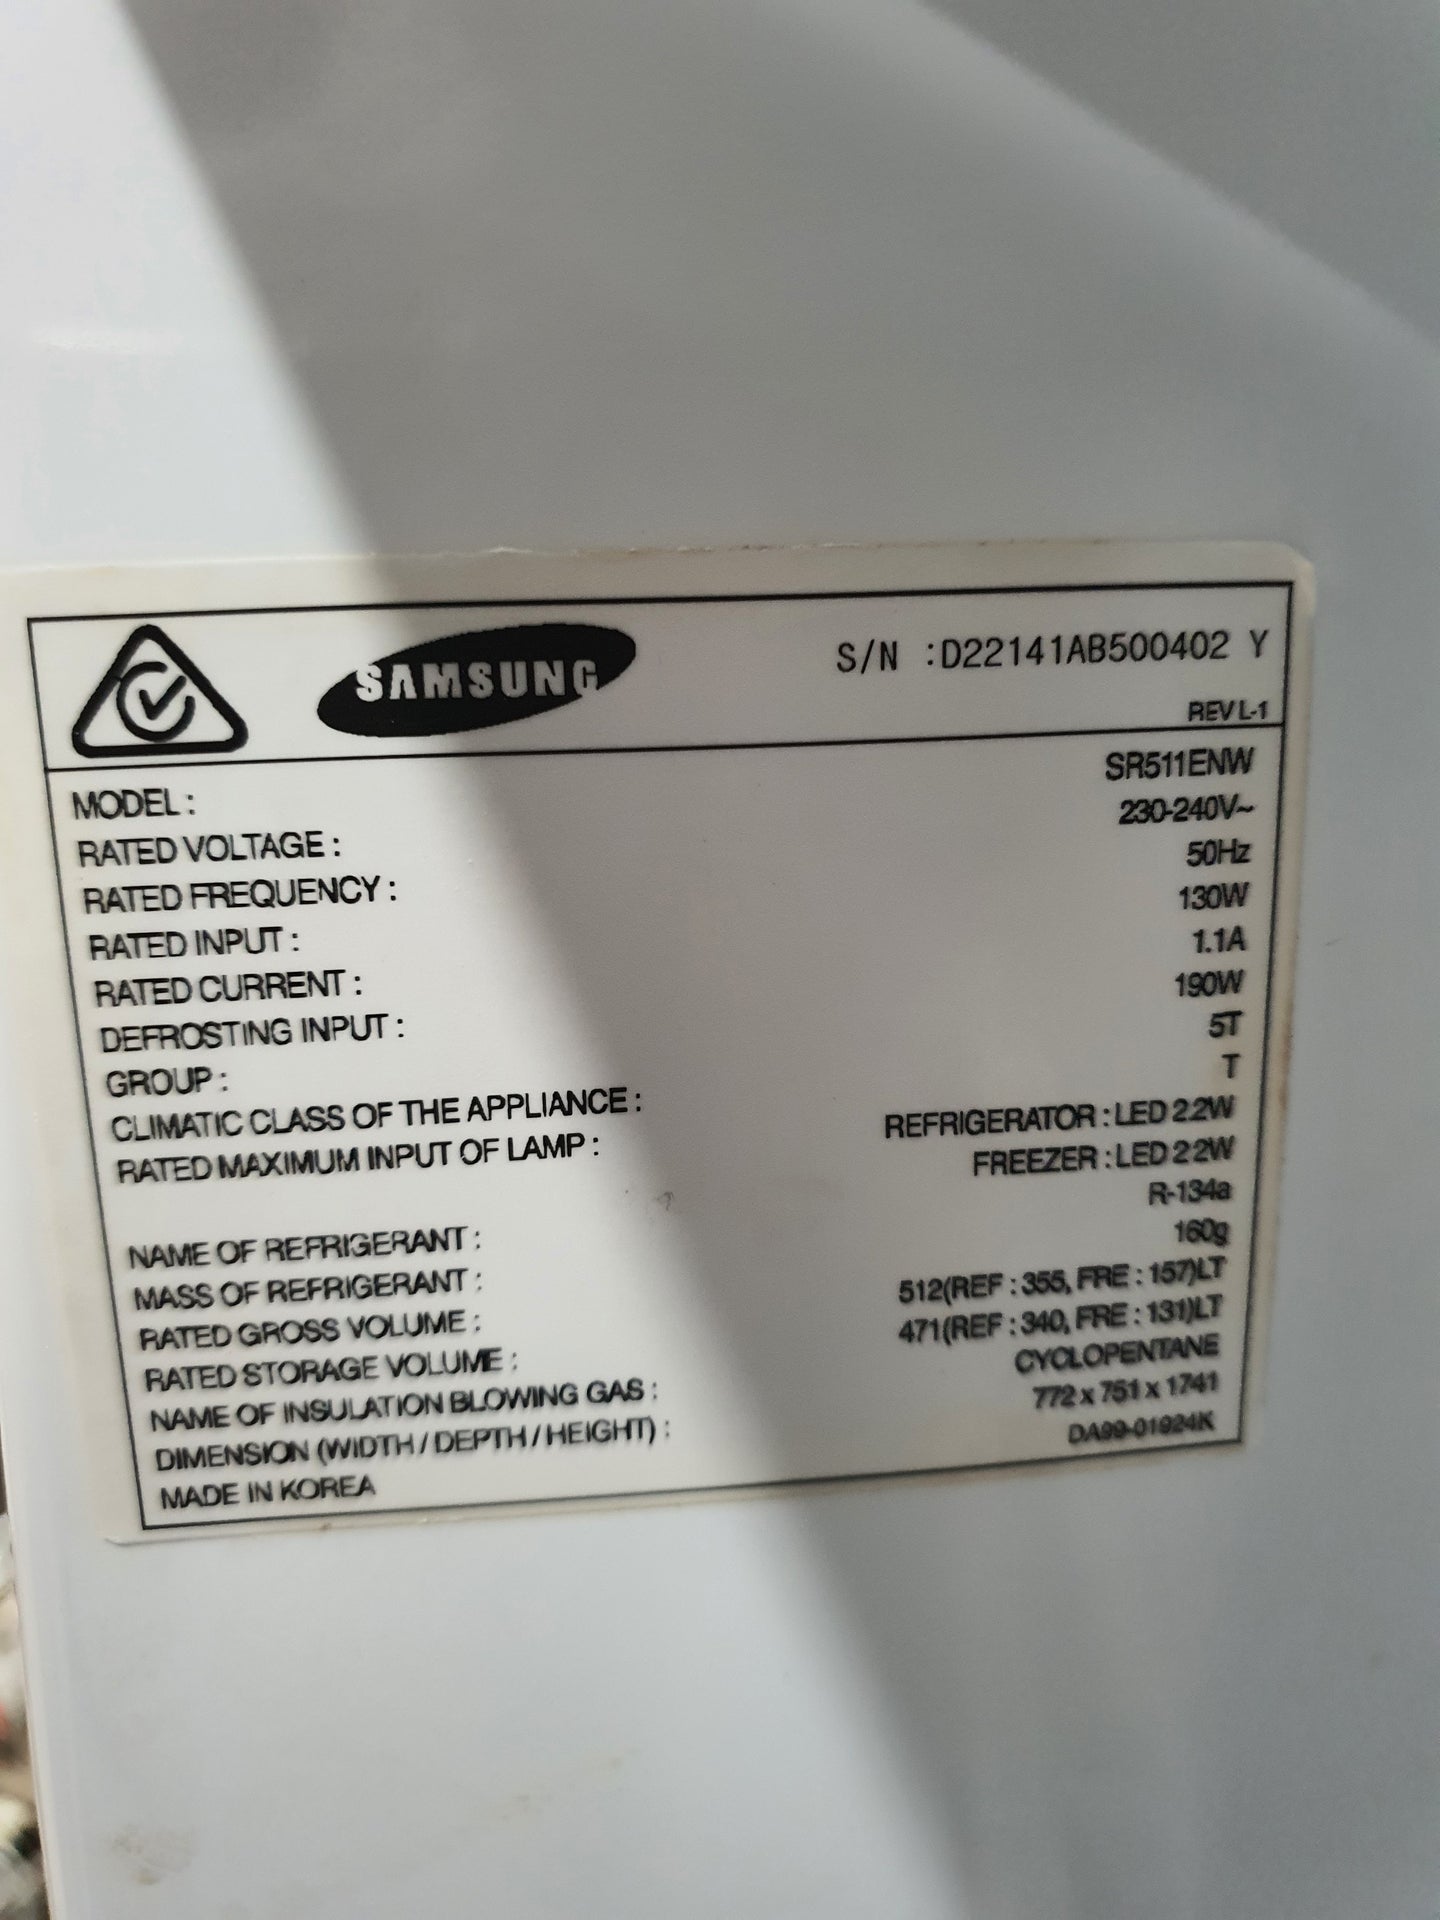 SAMSUNG
S/N :D22141AB500402 Y
REV L-1
MODEL : SR511ENW
RATED VOLTAGE : 230-240V~
RATED FREQUENCY : 50Hz
RATED INPUT : 130W
RATED CURRENT : 1.1A
DEFROSTING INPUT : 190W
GROUP : 5T
CLIMATIC CLASS OF THE APPLIANCE : T
RATED MAXIMUM INPUT OF LAMP : REFRIGERATOR : LED 2.2W
FREEZER : LED 2.2W
NAME OF REFRIGERANT : R-134a
MASS OF REFRIGERANT : 160g
RATED GROSS VOLUME : 512(REF : 355, FRE : 157)LT
RATED STORAGE VOLUME : 471(REF : 340, FRE : 131)LT
NAME OF INSULATION BLOWING GAS : CYCLOPENTANE
DIMENSION (WIDTH / DEPTH / HEIGHT) : 772 x 751 x 1741
MADE IN KOREA DA99-01924K